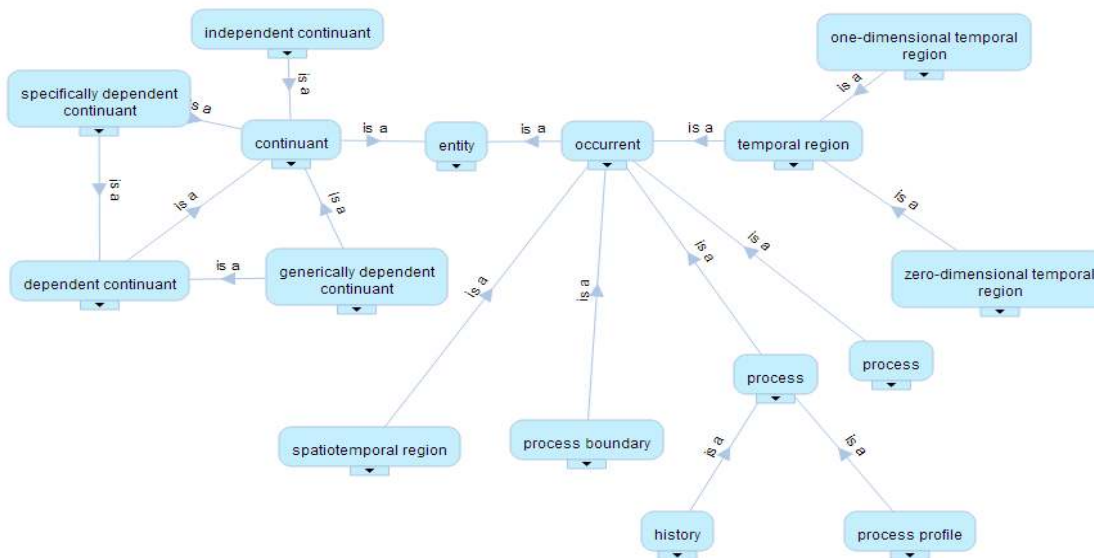 independent continuant
one-dimensional temporal
region
specifically dependent
continuant
is a
is a
is a
continuant
is a
entity
is a
occurrent
is a
temporal region
is a
is a
is a
is a
is a
dependent continuant
is a
generically dependent
continuant
is a
is a
is a
is a
zero-dimensional temporal
region
process
process
spatiotemporal region
process boundary
is a
is a
history
process profile